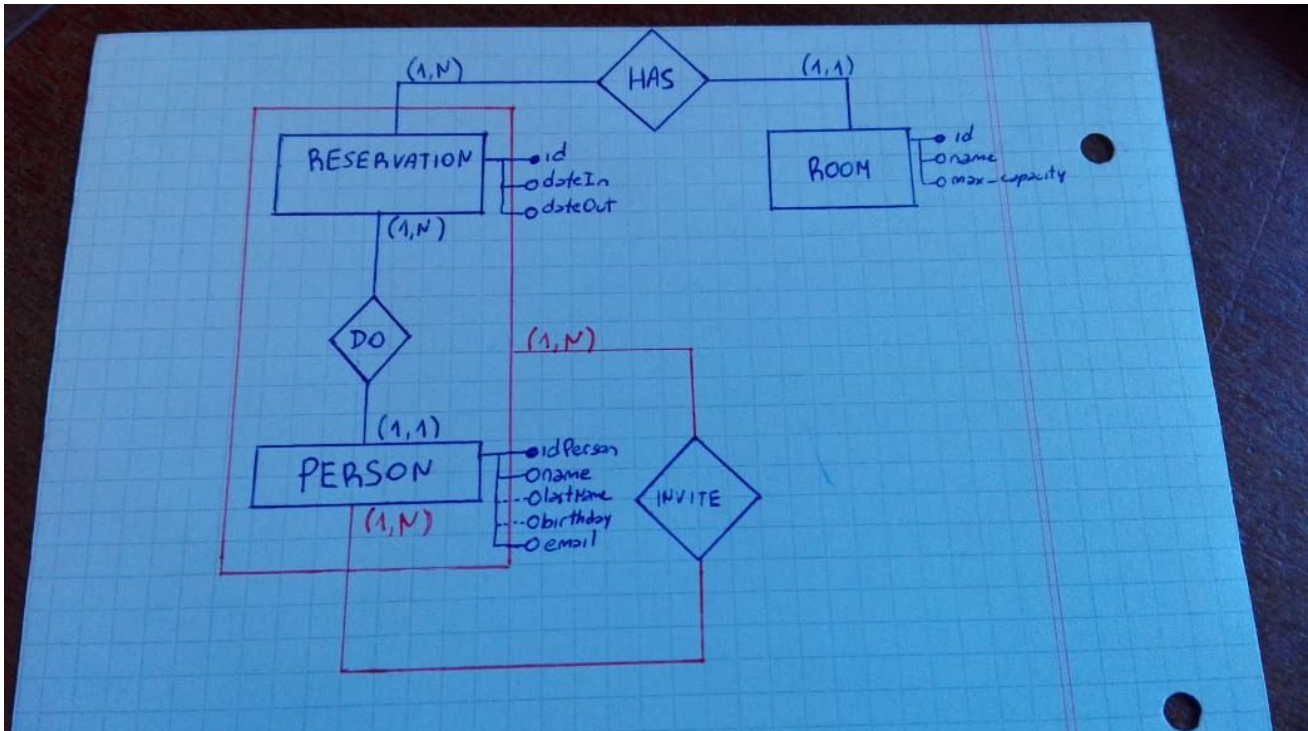 (1,N)
HAS
(1,1)
RESERVATION
id
dateIn
dateOut
ROOM
id
name
max_capacity
(1,N)
DO
(1,N)
(1,1)
PERSON
idPerson
name
lastName
birthday
email
INVITE
(1,N)